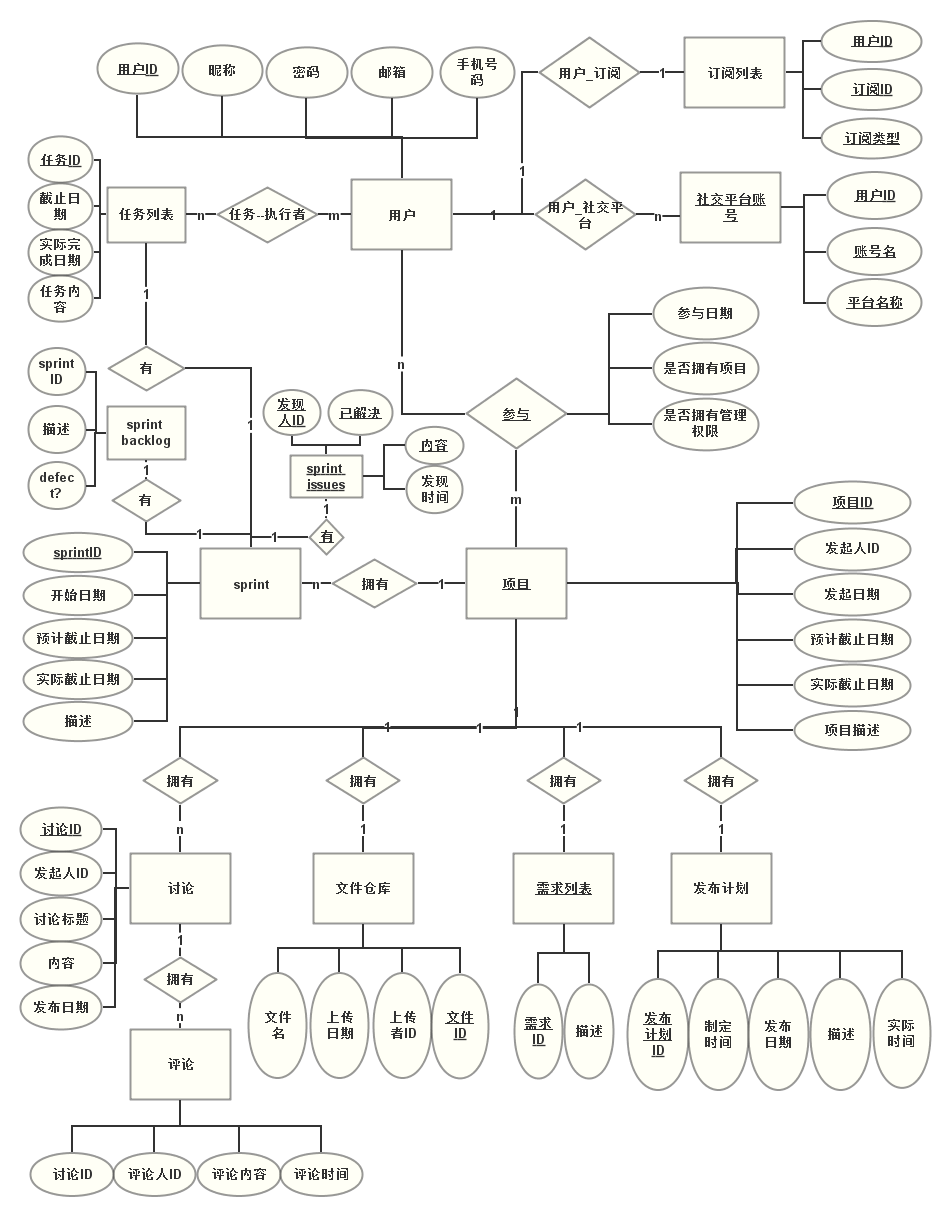 用户ID
昵称
密码
邮箱
手机号
码
用户_订阅
1
订阅列表
用户ID
订阅ID
订阅类型
1
任务ID
截止日
期
实际完
成日期
任务内
容
任务列表
n
任务--执行者
m
用户
1
用户_社交平
台
n
社交平台账
号
用户ID
账号名
平台名称
1
n
有
1
参与
参与日期
是否拥有项目
是否拥有管理
权限
m
sprint
ID
描述
defec
t?
sprint
backlog
1
有
1
发现
人ID
已解决
sprint
issues
内容
发现
时间
1
有
1
sprintID
开始日期
预计截止日期
实际截止日期
描述
sprint
n
拥有
1
项目
项目ID
发起人ID
发起日期
预计截止日期
实际截止日期
项目描述
1
1
1
1
拥有
拥有
拥有
拥有
n
1
1
1
讨论ID
发起人ID
讨论标题
内容
发布日期
讨论
文件仓库
需求列表
发布计划
1
拥有
n
文件
名
上传
日期
上传
者ID
文件
ID
需求
ID
描述
发布
计划
ID
制定
时间
发布
日期
描述
实际
时间
评论
讨论ID
评论人ID
评论内容
评论时间